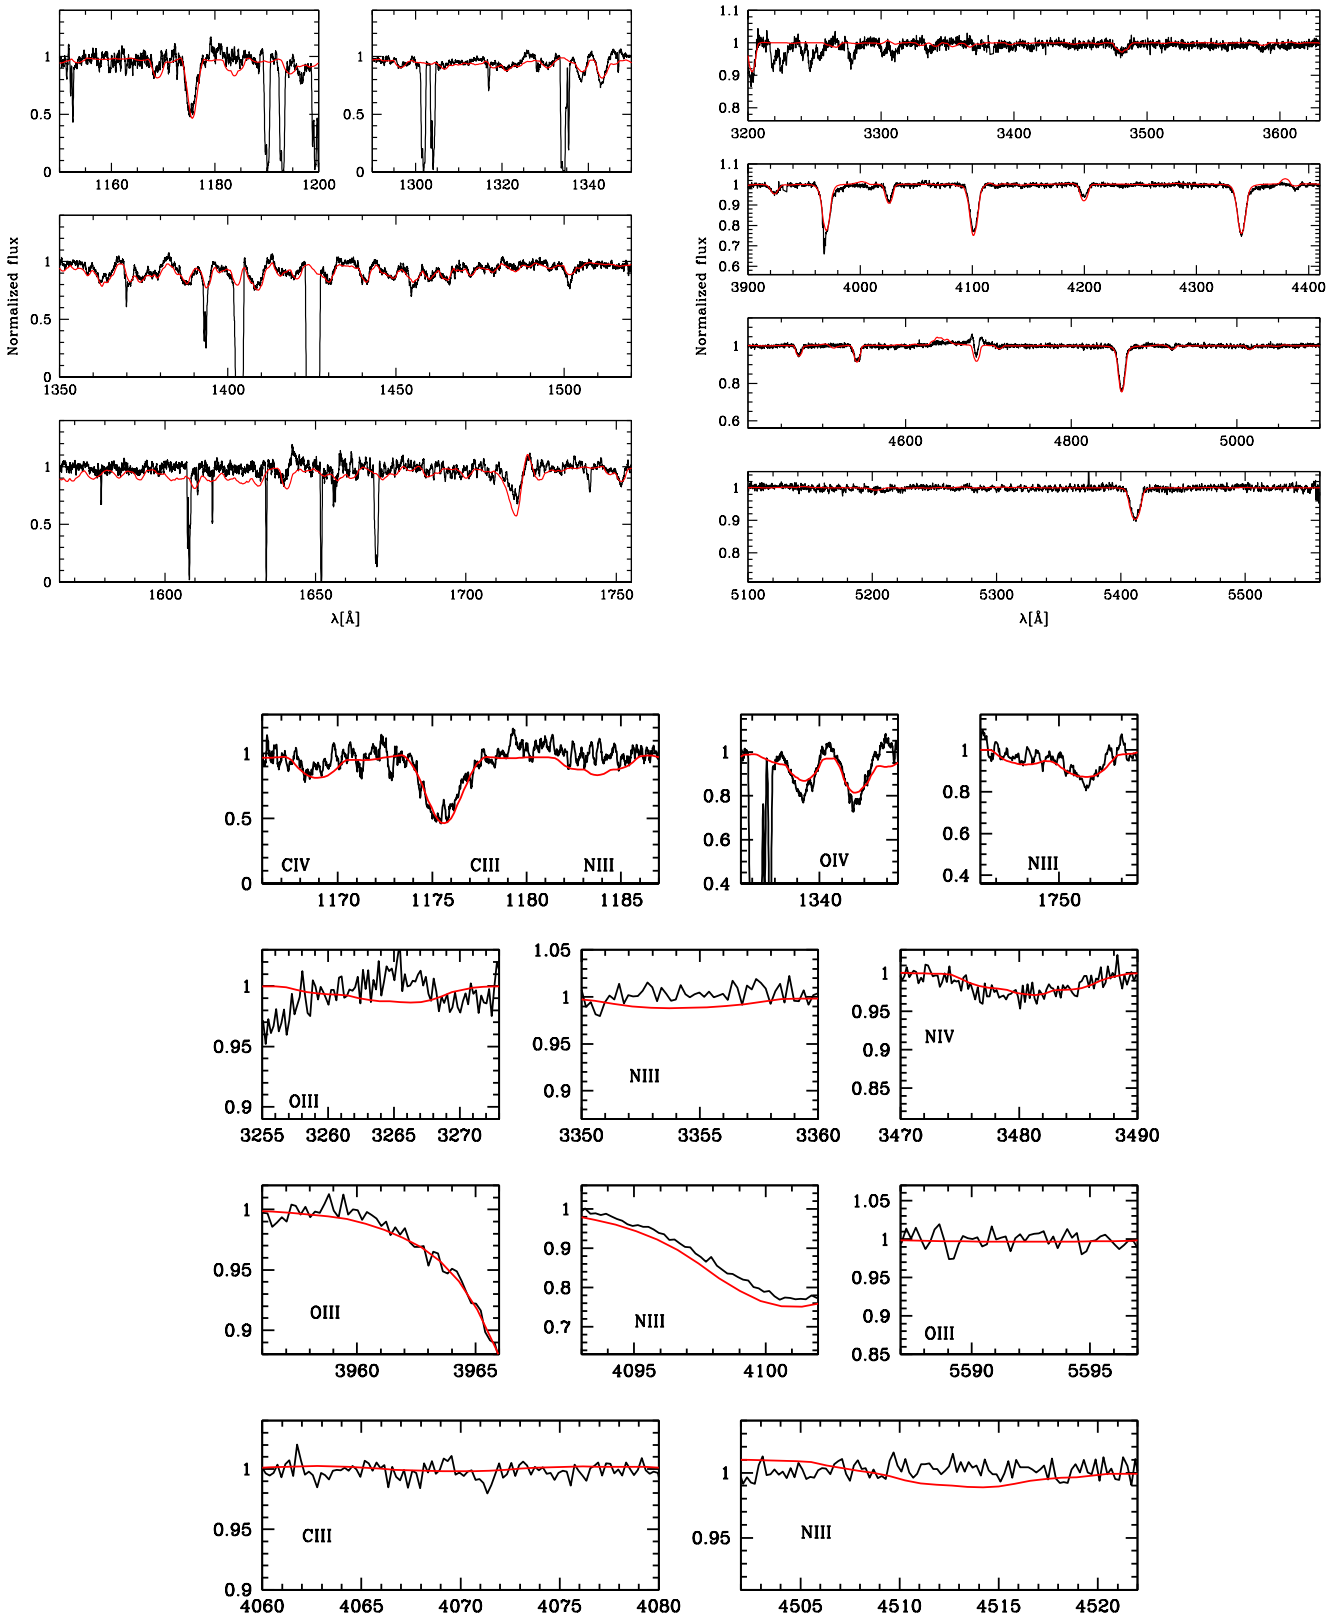 1
0.5
0
1160 1180 1200
1
0.5
0
1300 1320 1340
Normalized flux
1
0.5
0
1350 1400 1450 1500
1
0.5
0
1600 1650 1700 1750
λ[Å]
1.1
1
0.9
0.8
3200 3300 3400 3500 3600
Normalized flux
1.1
1
0.9
0.8
0.7
0.6
3900 4000 4100 4200 4300 4400
1
0.8
0.6
4600 4800 5000
1
0.9
0.8
5100 5200 5300 5400 5500
λ[Å]
1
0.5
0
CIV CIII NIII
1170 1175 1180 1185
1
0.8
0.6
0.4
OIV
1340
1
0.8
0.6
0.4
NIII
1750
1
0.95
0.9
OIII
3255 3260 3265 3270
1.05
1
0.95
0.9
NIII
3350 3355 3360
1
0.95
0.9
0.85
NIV
3470 3480 3490
1
0.95
0.9
OIII
3960 3965
1
0.9
0.8
0.7
NIII
4095 4100
1.05
1
0.95
0.9
0.85
OIII
5590 5595
1
0.95
0.9
CIII
4060 4065 4070 4075 4080
1
0.95
NIII
4505 4510 4515 4520